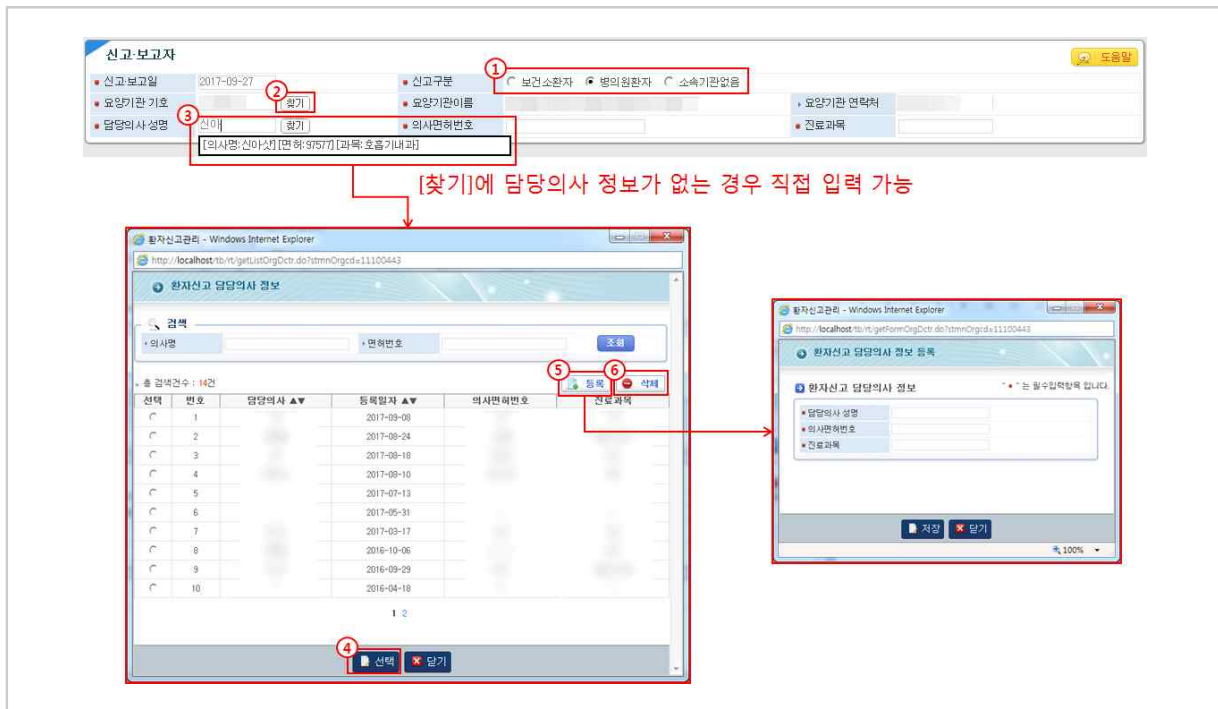 신고·보고자
도움말
신고·보고일 2017-09-27 신고구분 ① 보건소환자 병의원환자 소속기관없음
요양기관 기호 ② 찾기 요양기관이름 요양기관 연락처
담당의사 성명 ③ 신아 찾기 의사면허번호 진료과목
[의사명:신아샷][면허:97577][과목:호흡기내과]
[찾기]에 담당의사 정보가 없는 경우 직접 입력 가능
환자신고관리 - Windows Internet Explorer
http://localhost/tb/rt/getListOrgDctr.do?stmnOrgcd=11100443
환자신고 담당의사 정보
검색
의사명 면허번호 조회
총 검색건수 : 14건 ⑤ 등록 ⑥ 삭제
선택 번호 담당의사 ▲▼ 등록일자 ▲▼ 의사면허번호 진료과목
1 2017-09-08
2 2017-08-24
3 2017-08-18
4 2017-08-10
5 2017-07-13
6 2017-05-31
7 2017-03-17
8 2016-10-06
9 2016-09-29
10 2016-04-18
1 2
④ 선택 닫기
환자신고관리 - Windows Internet Explorer
http://localhost/tb/rt/getFormOrgDctr.do?stmnOrgcd=11100443
환자신고 담당의사 정보 등록
환자신고 담당의사 정보 "●"는 필수입력항목 입니다.
담당의사 성명
의사면허번호
진료과목
저장 닫기
100%